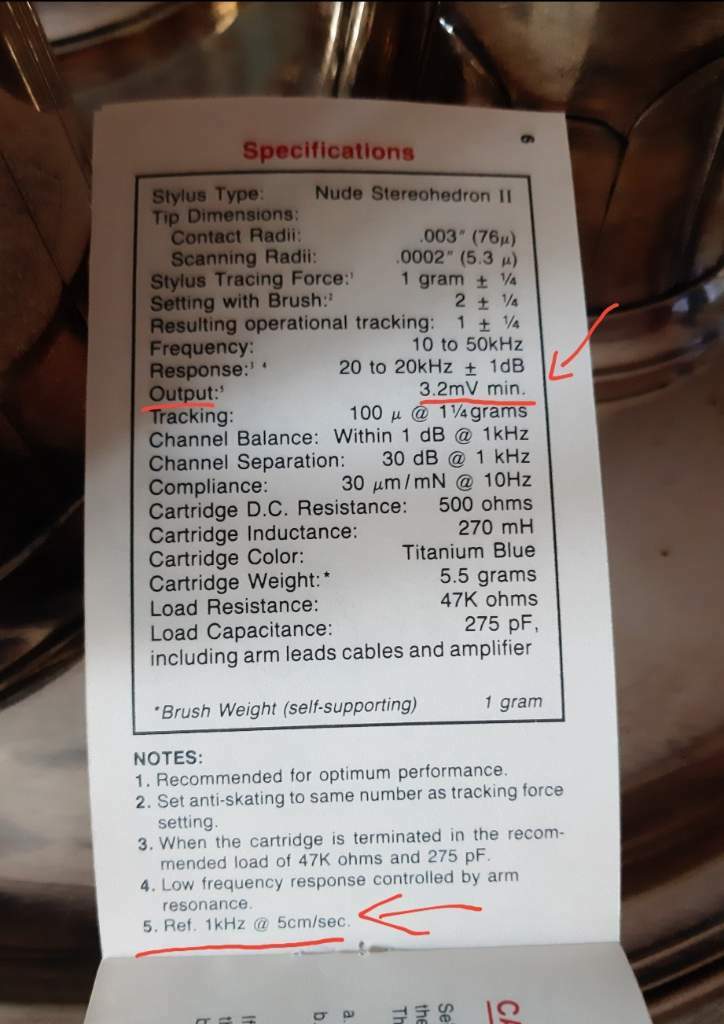 6
Specifications
Stylus Type: Nude Stereohedron II
Tip Dimensions:
Contact Radii: .003" (76µ)
Scanning Radii: .0002" (5.3 µ)
Stylus Tracing Force:¹ 1 gram ± ¼
Setting with Brush:² 2 ± ¼
Resulting operational tracking: 1 ± ¼
Frequency: 10 to 50kHz
Response:³ ⁴ 20 to 20kHz ± 1dB
Output:⁵ 3.2mV min.
Tracking: 100 µ @ 1¼grams
Channel Balance: Within 1 dB @ 1kHz
Channel Separation: 30 dB @ 1 kHz
Compliance: 30 µm/mN @ 10Hz
Cartridge D.C. Resistance: 500 ohms
Cartridge Inductance: 270 mH
Cartridge Color: Titanium Blue
Cartridge Weight:* 5.5 grams
Load Resistance: 47K ohms
Load Capacitance: 275 pF,
including arm leads cables and amplifier
*Brush Weight (self-supporting) 1 gram
NOTES:
1. Recommended for optimum performance.
2. Set anti-skating to same number as tracking force
setting.
3. When the cartridge is terminated in the recom-
mended load of 47K ohms and 275 pF.
4. Low frequency response controlled by arm
resonance.
5. Ref. 1kHz @ 5cm/sec.
a.
b.